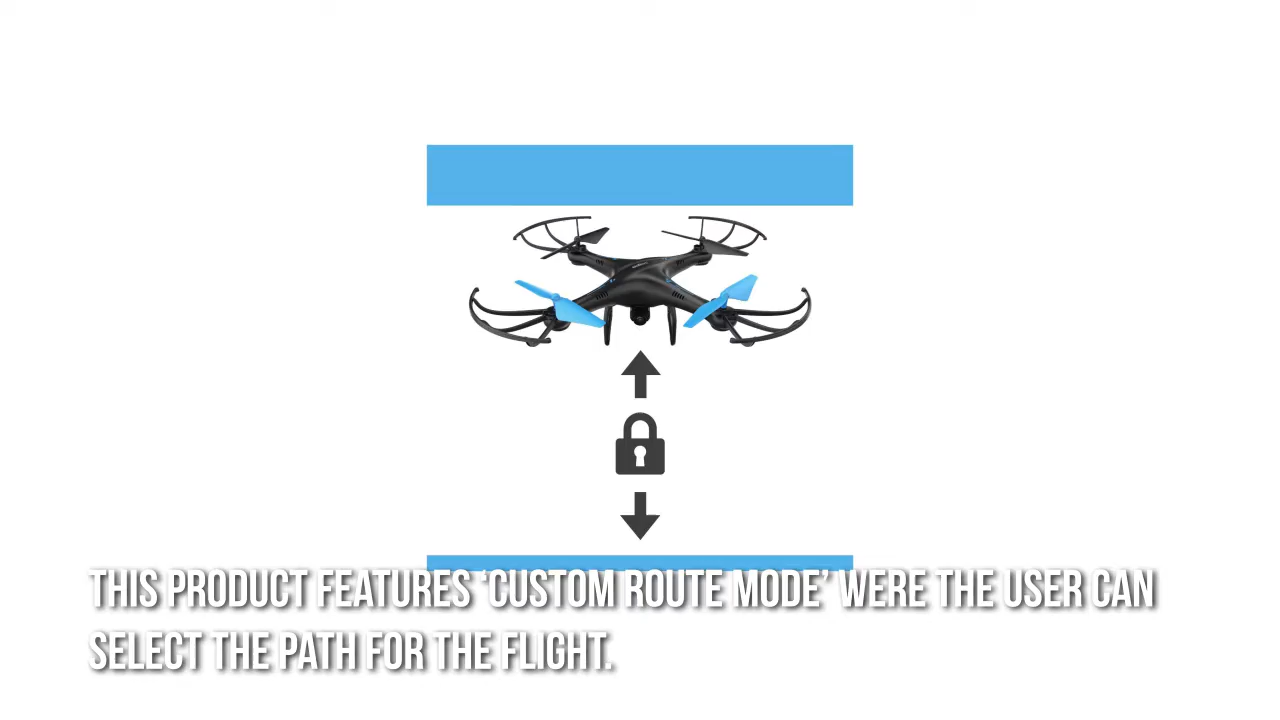 THIS PRODUCT FEATURES ‘CUSTOM ROUTE MODE’ WERE THE USER CAN
SELECT THE PATH FOR THE FLIGHT.